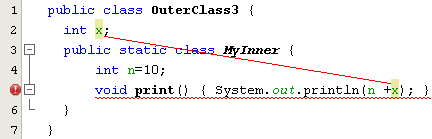 1 public class OuterClass3 {
2 int x;
3 public static class MyInner {
4 int n=10;
void print() { System.out.println(n +x); }
6 }
7 }